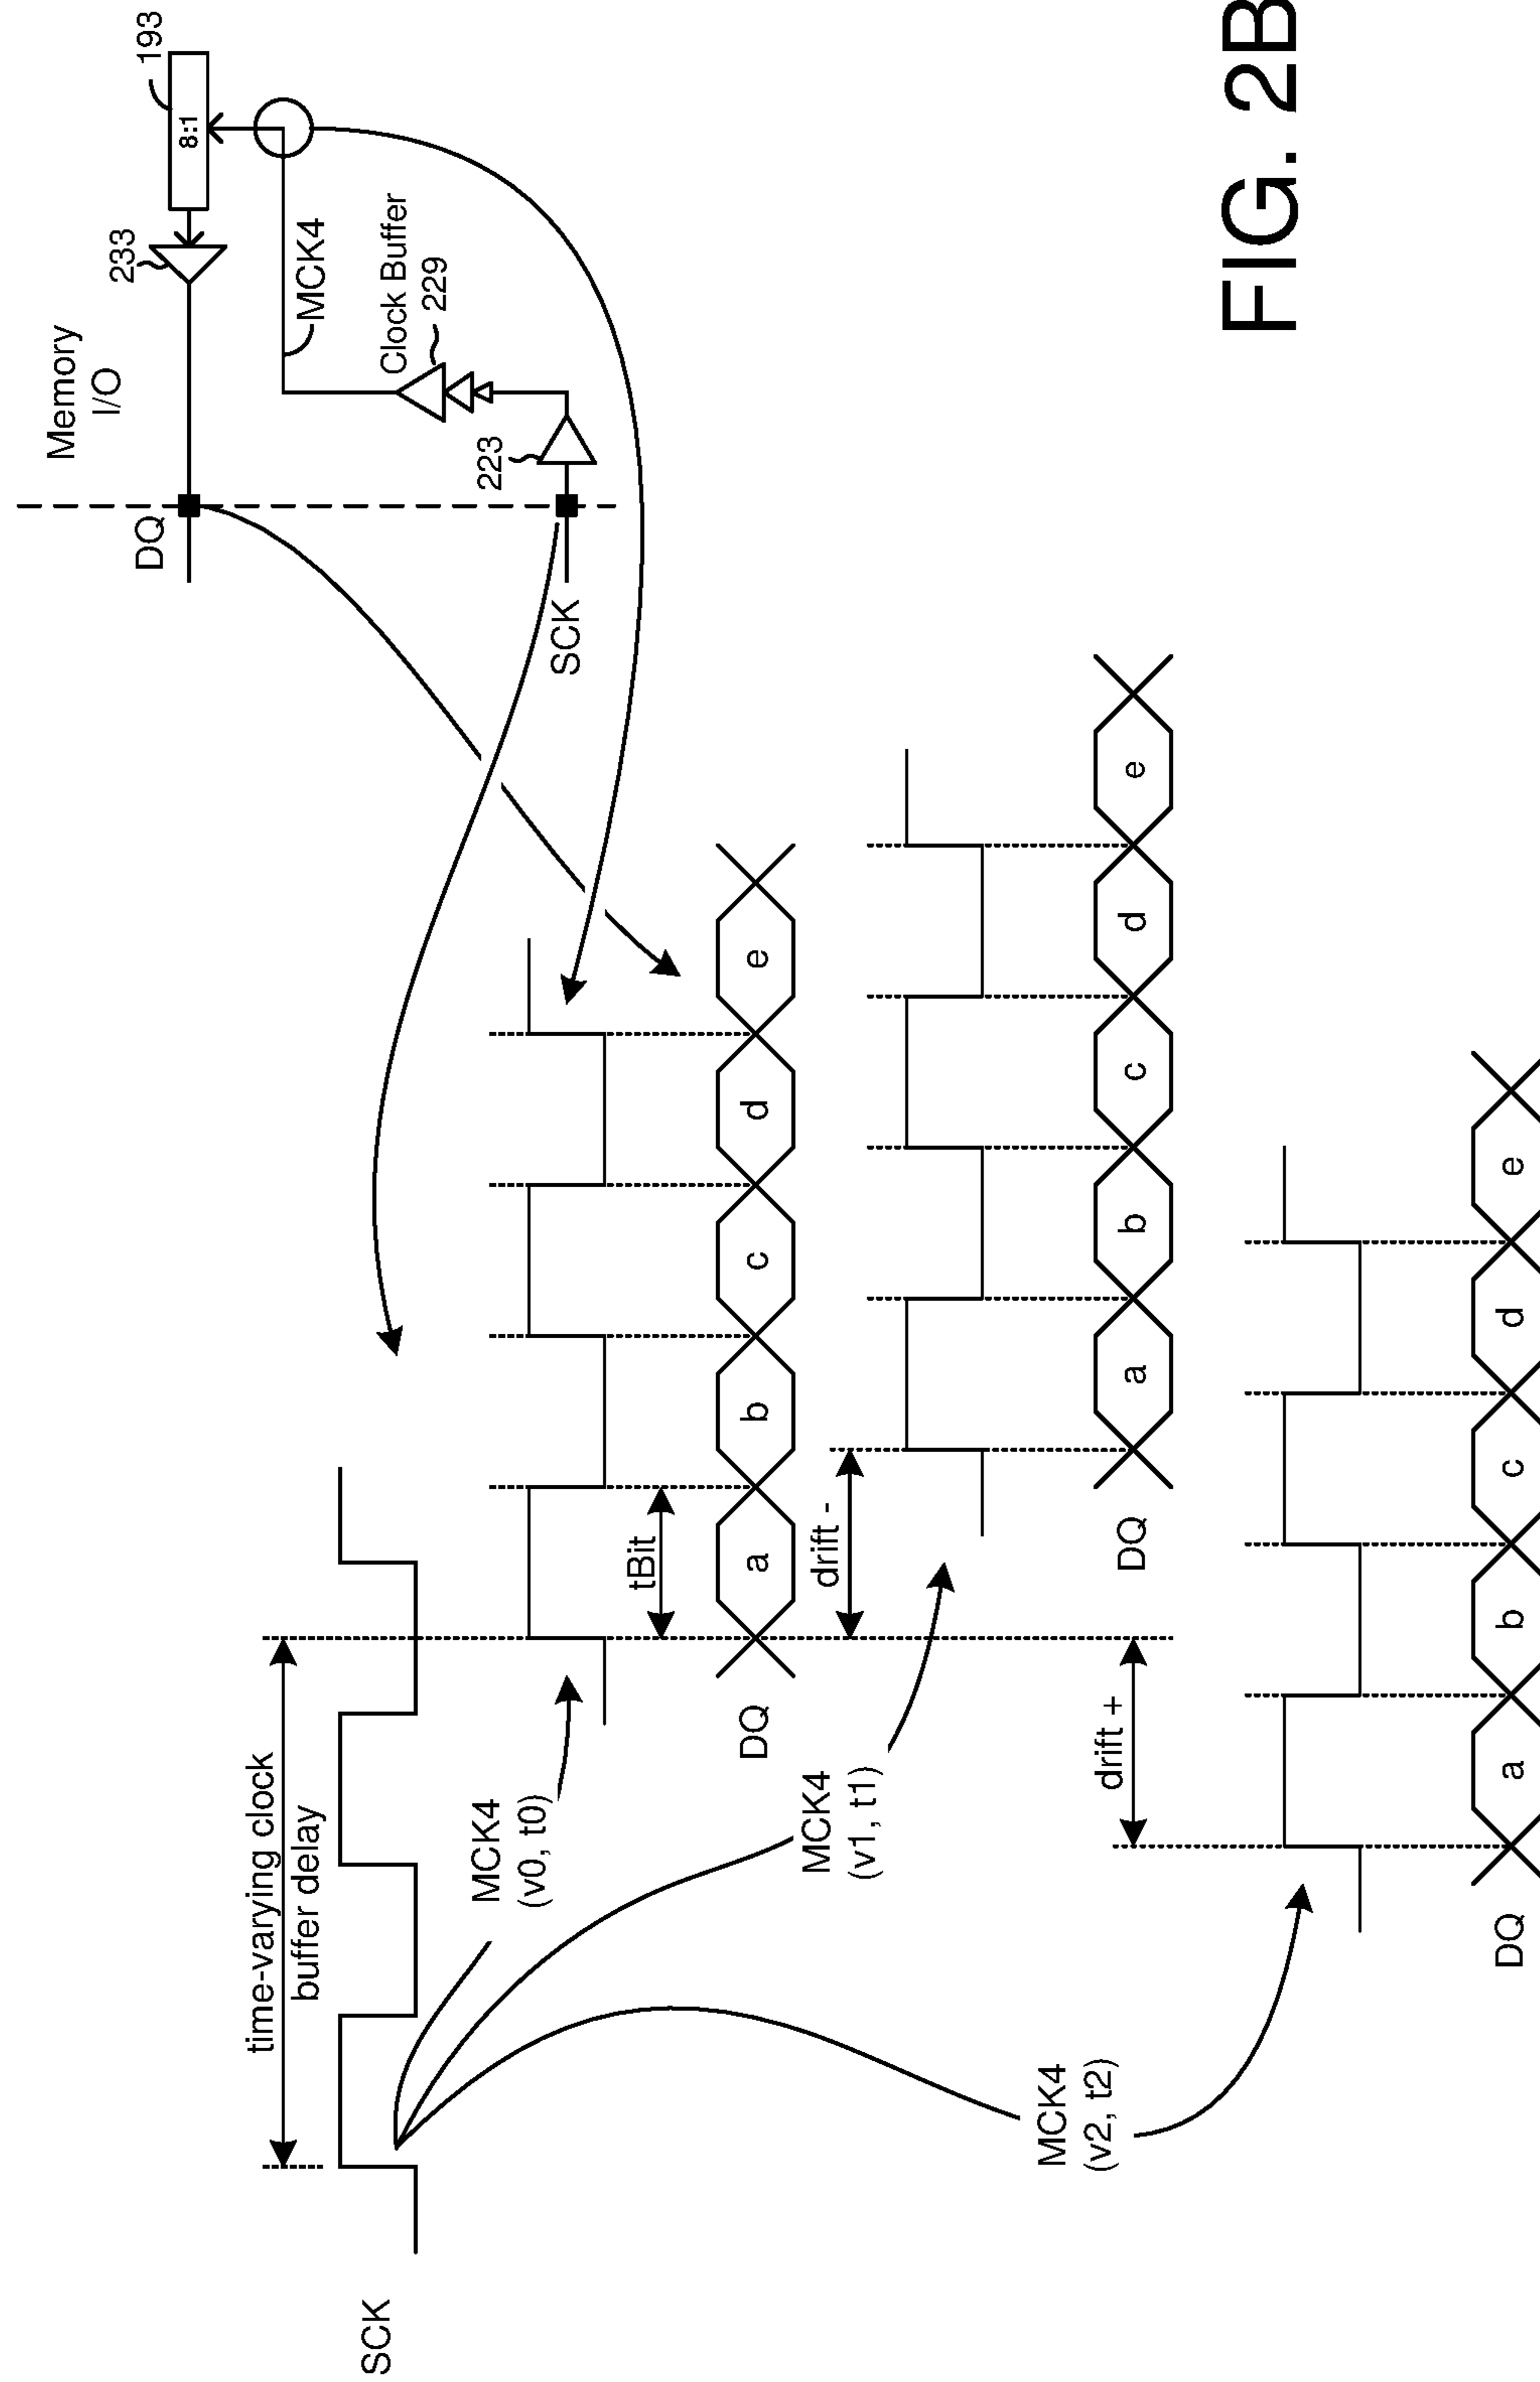 Memory
I/O
233
193
8:1
DQ
MCK4
Clock Buffer
229
223
SCK
time-varying clock
buffer delay
SCK
MCK4
(v0, t0)
tBit
DQ
a
b
c
d
e
MCK4
(v1, t1)
drift -
DQ
a
b
c
d
e
drift +
MCK4
(v2, t2)
DQ
a
b
c
d
e
FIG. 2B